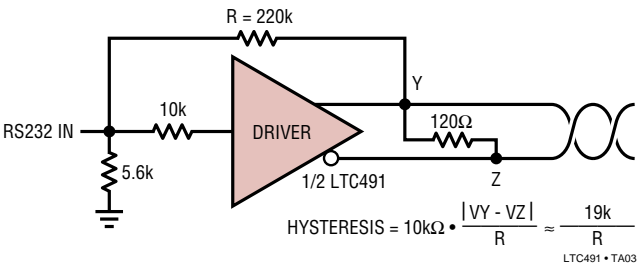 R = 220k
Y
10k
RS232 IN
DRIVER
120Ω
5.6k
1/2 LTC491
Z
HYSTERESIS = 10kΩ • |VY - VZ| / R ≈ 19k / R
LTC491 • TA03